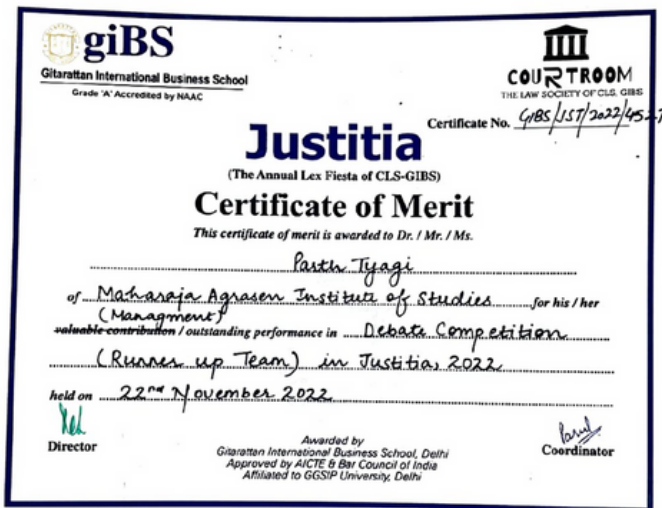 giBS
Gitarattan International Business School
Grade 'A' Accredited by NAAC
COURTROOM
THE LAW SOCIETY OF CLS, GIBS
Certificate No. GIBS/JST/2022/4527
Justitia
(The Annual Lex Fiesta of CLS-GIBS)
Certificate of Merit
This certificate of merit is awarded to Dr. / Mr. / Ms.
Parth Tyagi
of Maharaja Agrasen Institute of Studies for his / her
(Managment)
valuable contribution / outstanding performance in Debate Competition
(Runner up Team) in Justitia, 2022
held on 22nd November 2022
Director
Awarded by
Gitarattan International Business School, Delhi
Approved by AICTE & Bar Council of India
Affiliated to GGSIP University, Delhi
Coordinator